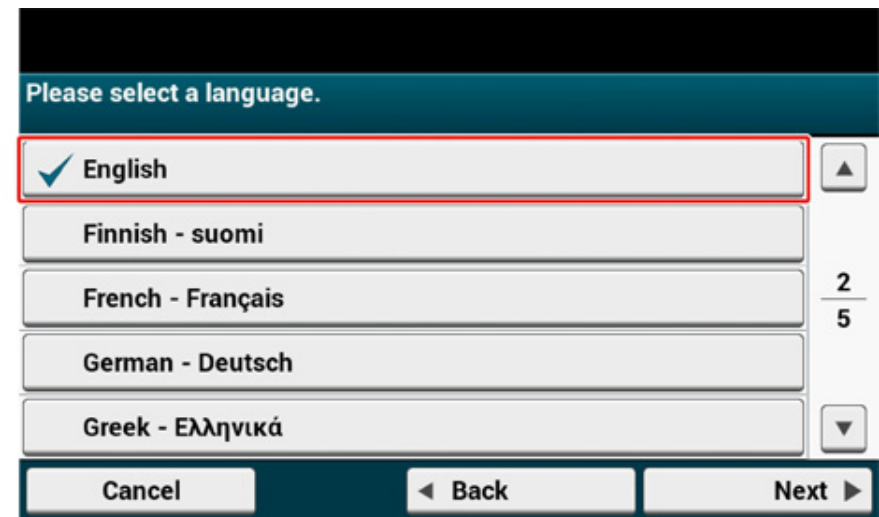 Please select a language.
English
Finnish - suomi
French - Français
German - Deutsch
Greek - Ελληνικά
2
5
Cancel
Back
Next